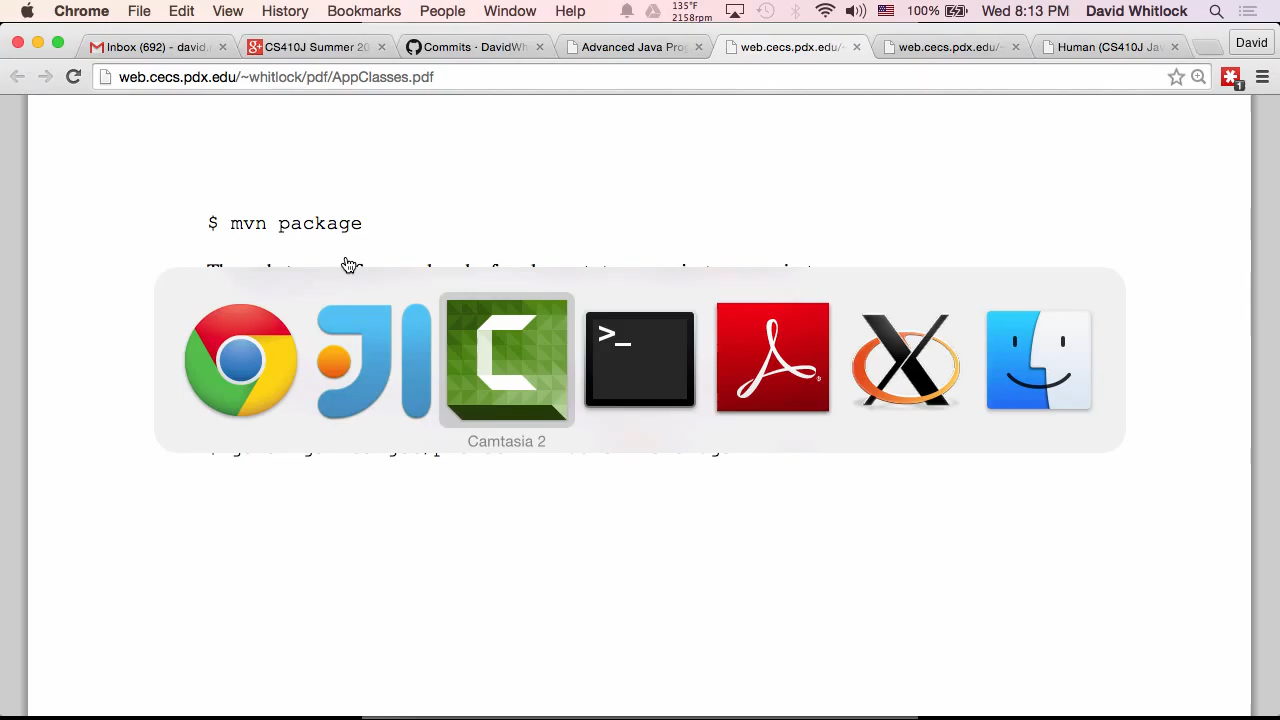 Chrome File Edit View History Bookmarks People Window Help 135°F 2158rpm 100% Wed 8:13 PM David Whitlock
Inbox (692) - david. CS410J Summer 20 Commits · DavidWh Advanced Java Prog web.cecs.pdx.edu/~ web.cecs.pdx.edu/~ Human (CS410J Ja David
web.cecs.pdx.edu/~whitlock/pdf/AppClasses.pdf 1
$ mvn package
>_
Camtasia 2